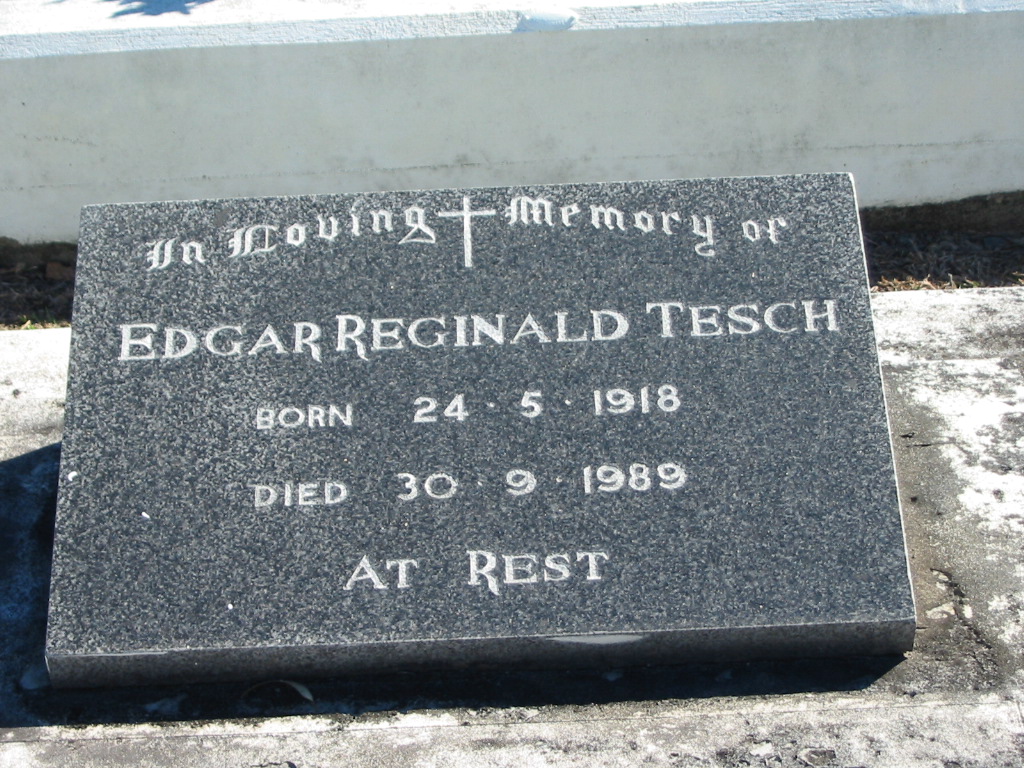 In Loving Memory of
EDGAR REGINALD TESCH
BORN 24 · 5 · 1918
DIED 30 · 9 · 1989
AT REST